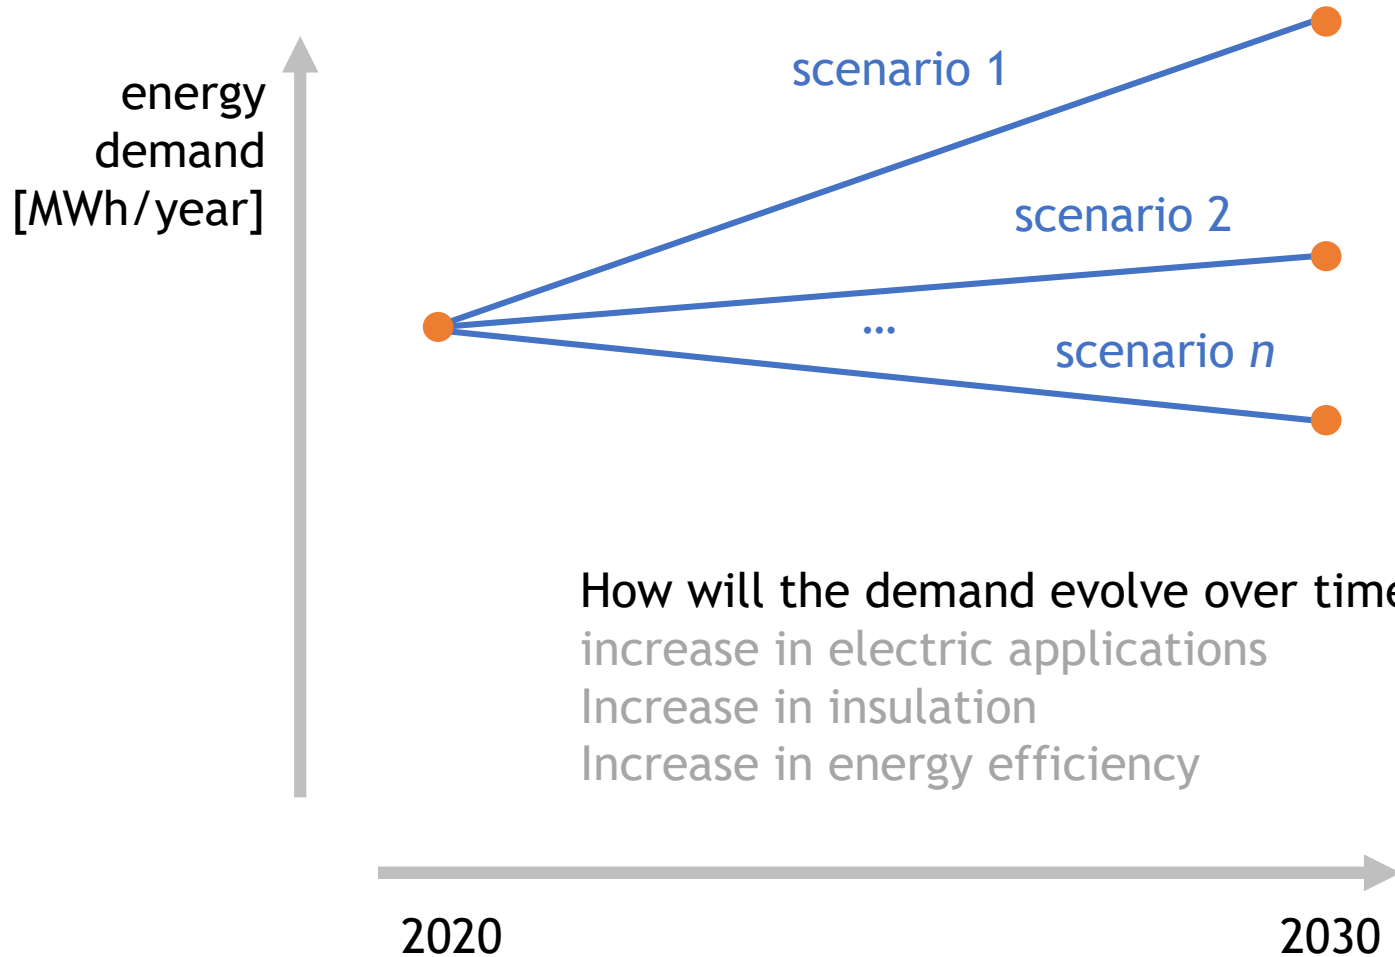 energy
demand
[MWh/year]
scenario 1
scenario 2
...
scenario n
How will the demand evolve over time
increase in electric applications
Increase in insulation
Increase in energy efficiency
2020
2030